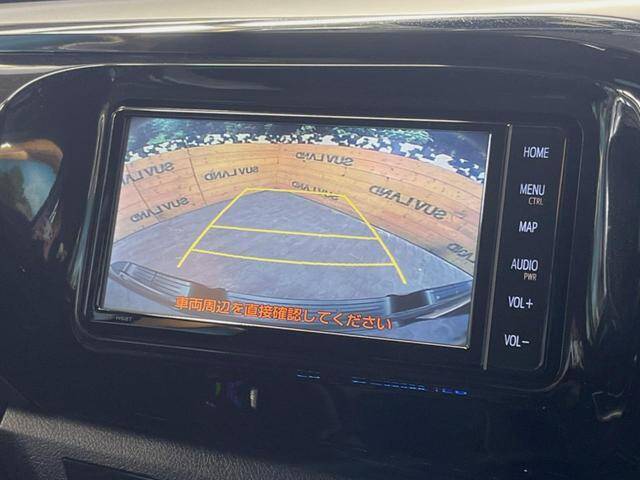 SUVLAND
SUVLAND
SUVLAND
SUVLAND
SUVLAND
車両周辺を直接確認してください
HOME
MENU
CTRL
MAP
AUDIO
PWR
VOL+
VOL−